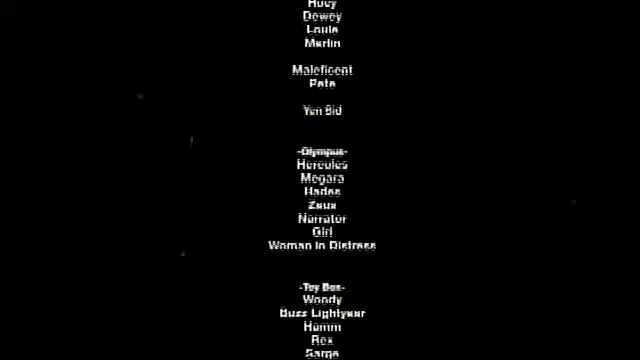 Huey
Dewey
Louie
Merlin
Maleficent
Pete
Yen Sid
-Olympus-
Hercules
Megara
Hades
Zeus
Narrator
Girl
Woman in Distress
-Toy Box-
Woody
Buzz Lightyear
Hamm
Rex
Sarge